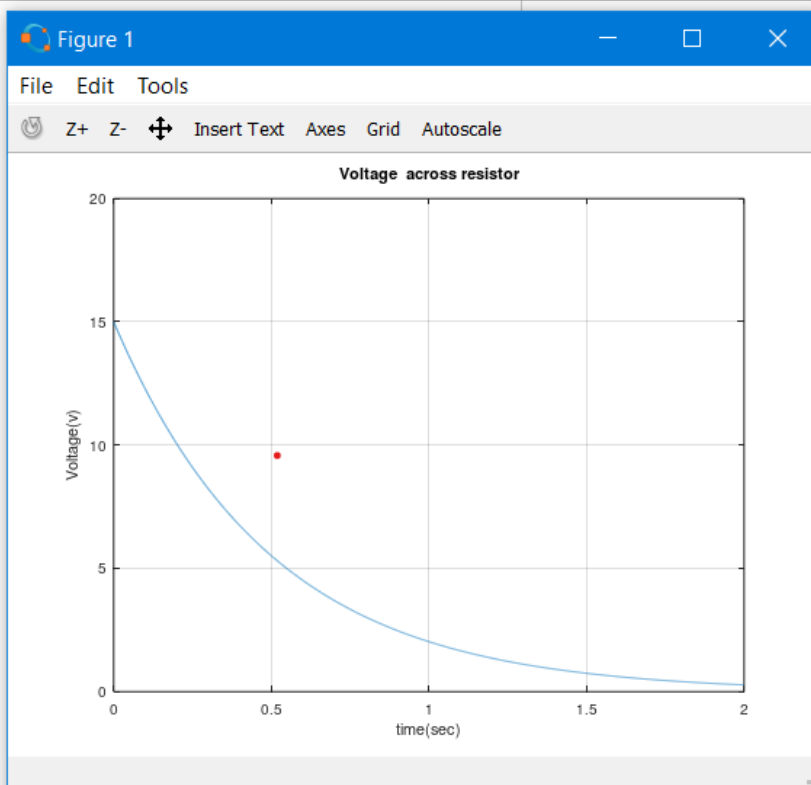 Figure 1
File Edit Tools
Z+ Z- Insert Text Axes Grid Autoscale
Voltage  across resistor
20
15
10
5
0
Voltage(v)
0 0.5 1 1.5 2
time(sec)